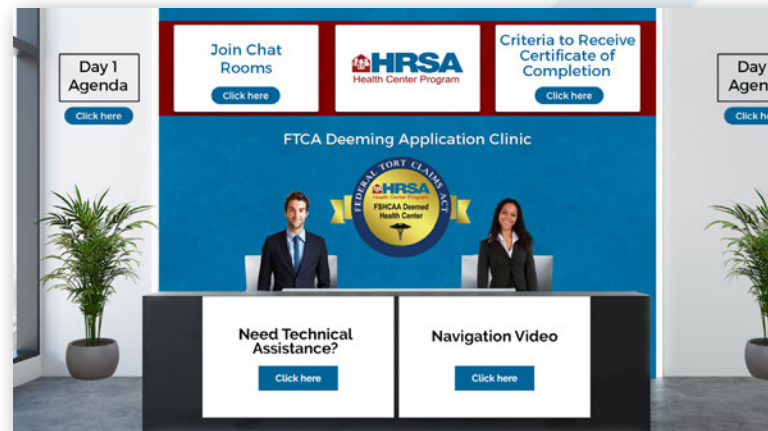 Day 1
Agenda
Click here
Join Chat
Rooms
Click here
HRSA
Health Center Program
Criteria to Receive
Certificate of
Completion
Click here
Day
Agen
Click he
FTCA Deeming Application Clinic
FEDERAL TORT CLAIMS ACT
HRSA
Health Center Program
FSHCAA Deemed
Health Center
Need Technical
Assistance?
Click here
Navigation Video
Click here